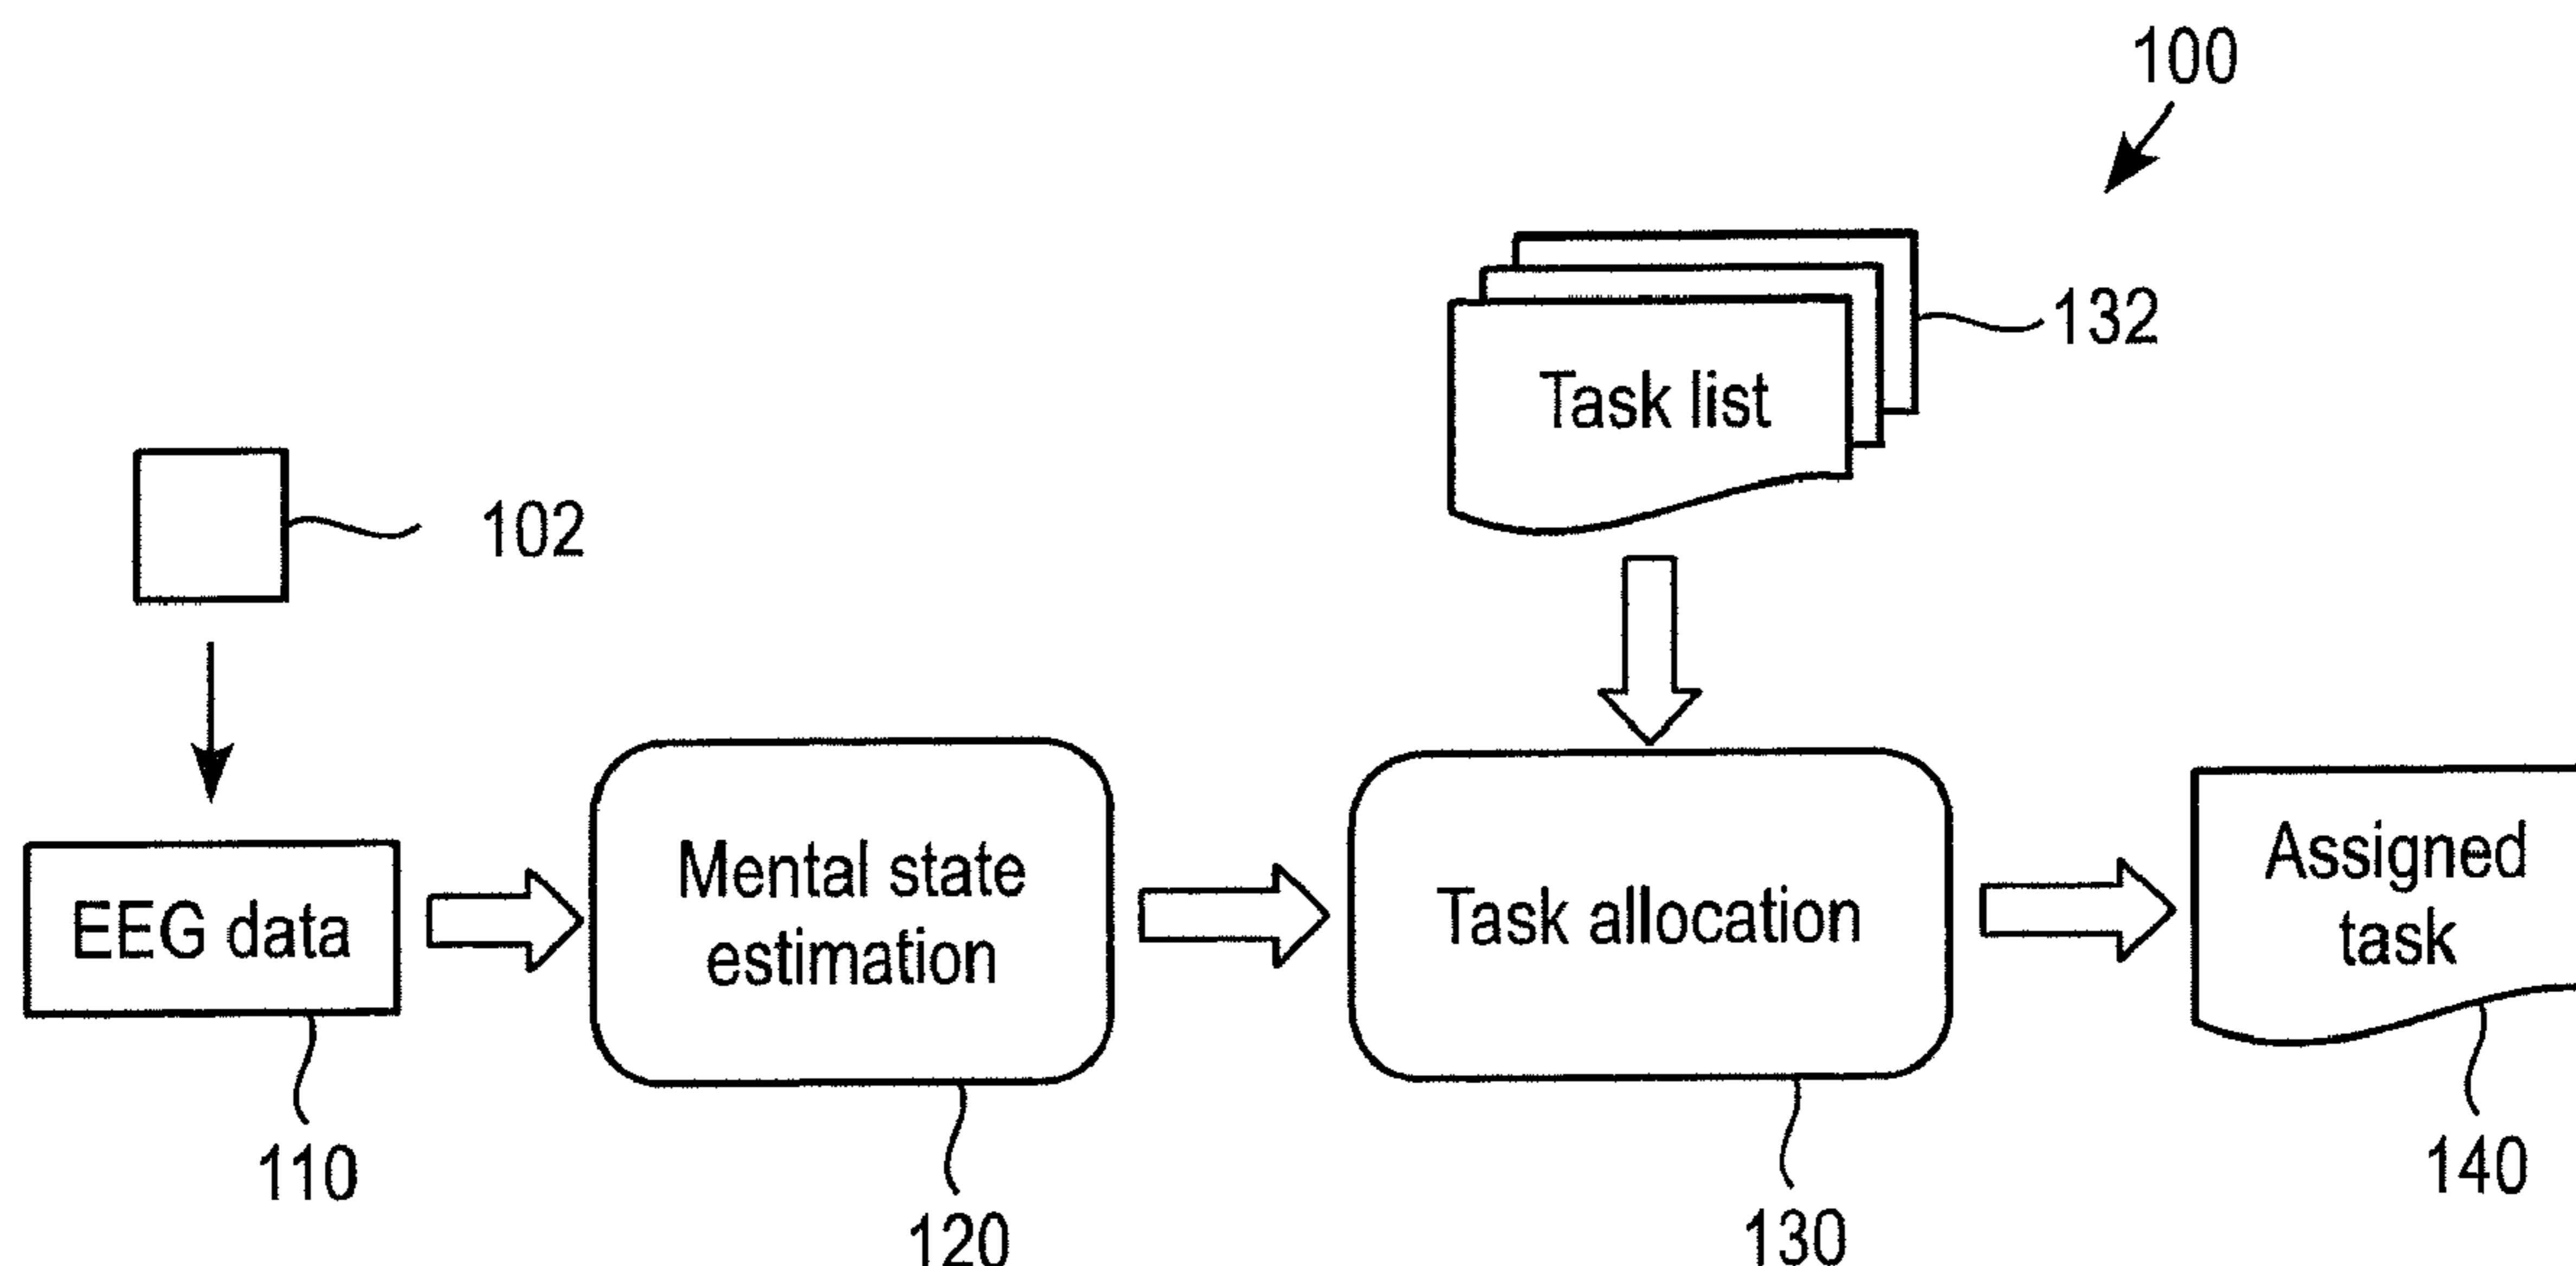 100
132
Task list
102
Mental state
estimation
Task allocation
Assigned
task
EEG data
110
120
130
140